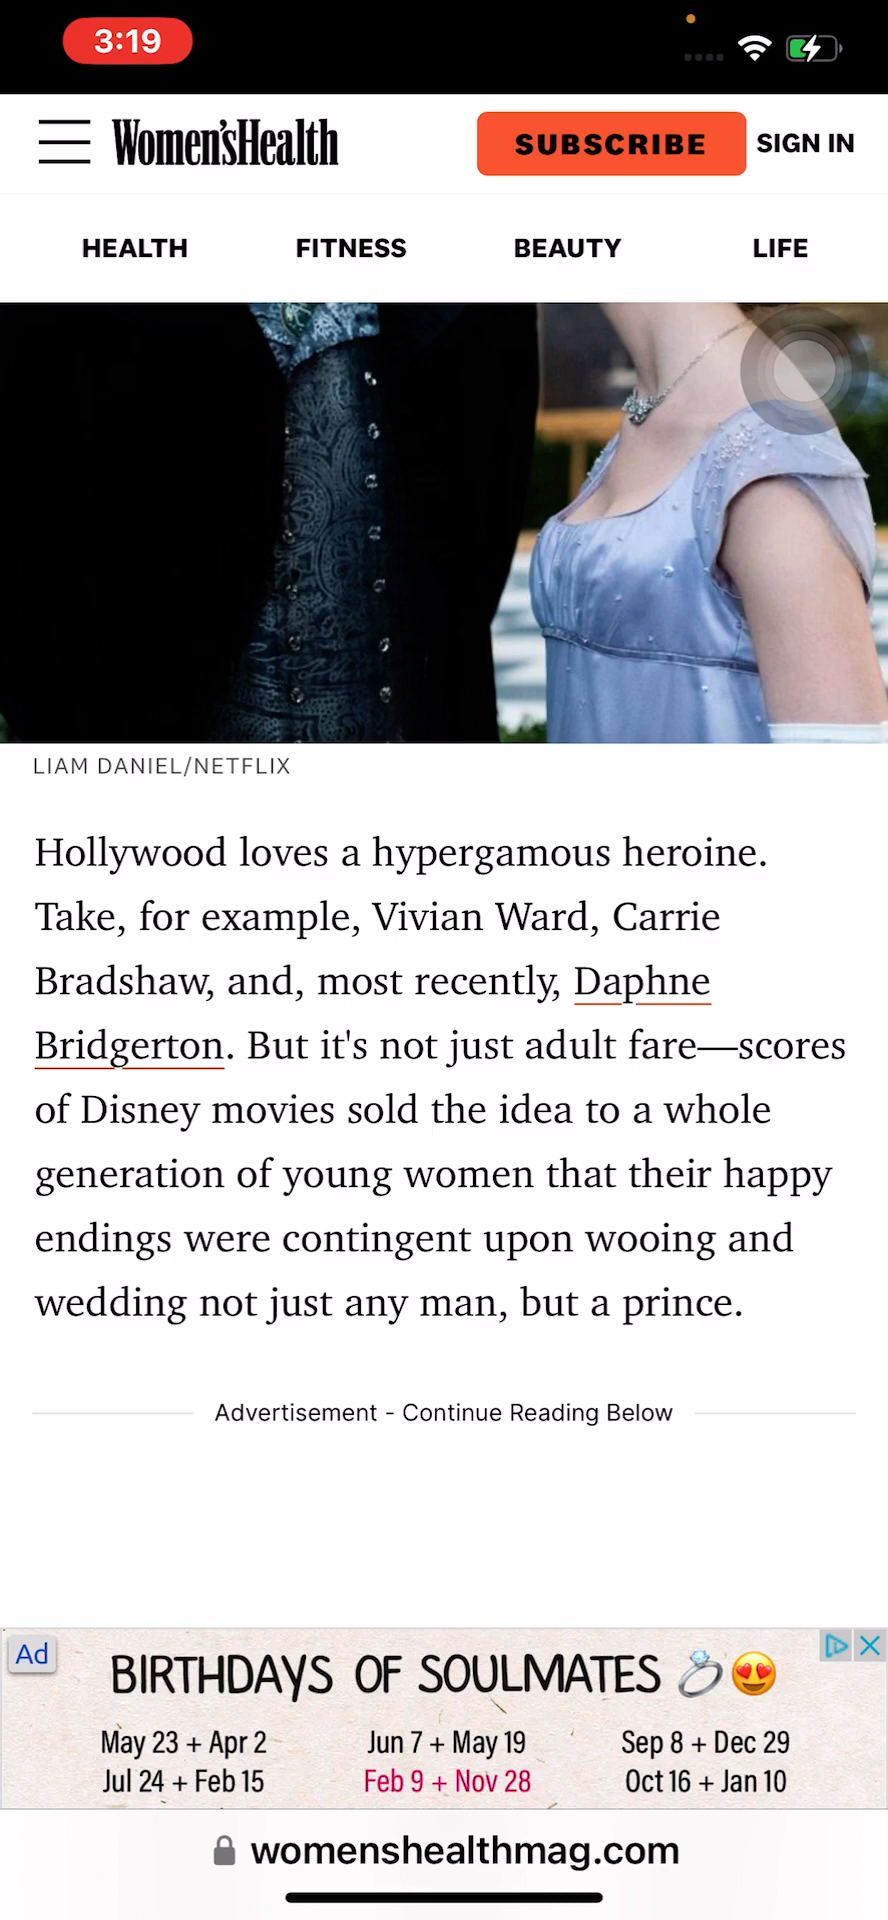 3:19
Women'sHealth
SUBSCRIBE
SIGN IN
HEALTH FITNESS BEAUTY LIFE
LIAM DANIEL/NETFLIX
Hollywood loves a hypergamous heroine.
Take, for example, Vivian Ward, Carrie
Bradshaw, and, most recently, Daphne
Bridgerton. But it's not just adult fare—scores
of Disney movies sold the idea to a whole
generation of young women that their happy
endings were contingent upon wooing and
wedding not just any man, but a prince.
Advertisement - Continue Reading Below
Ad
BIRTHDAYS OF SOULMATES 💍😍
May 23 + Apr 2 Jun 7 + May 19 Sep 8 + Dec 29
Jul 24 + Feb 15 Feb 9 + Nov 28 Oct 16 + Jan 10
womenshealthmag.com